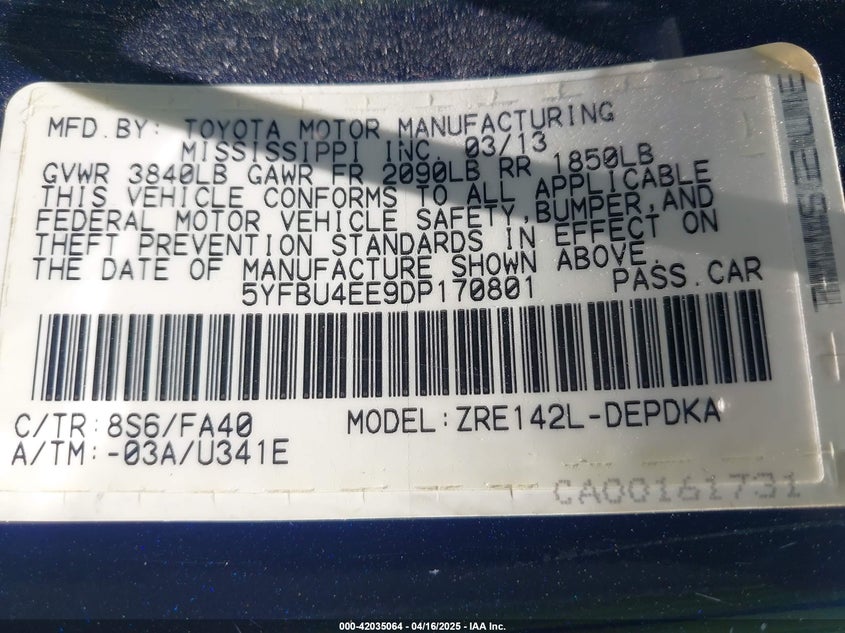 MFD.BY: TOYOTA MOTOR MANUFACTURING
MISSISSIPPI INC. 03/13
GVWR 3840LB GAWR FR 2090LB RR 1850LB
THIS VEHICLE CONFORMS TO ALL APPLICABLE
FEDERAL MOTOR VEHICLE SAFETY,BUMPER,AND
THEFT PREVENTION STANDARDS IN EFFECT ON
THE DATE OF MANUFACTURE SHOWN ABOVE.
5YFBU4EE9DP170801 PASS.CAR
C/TR:8S6/FA40 MODEL:ZRE142L-DEPDKA
A/TM:-03A/U341E
CA00161731
000-42035064 - 04/16/2025 - IAA Inc.